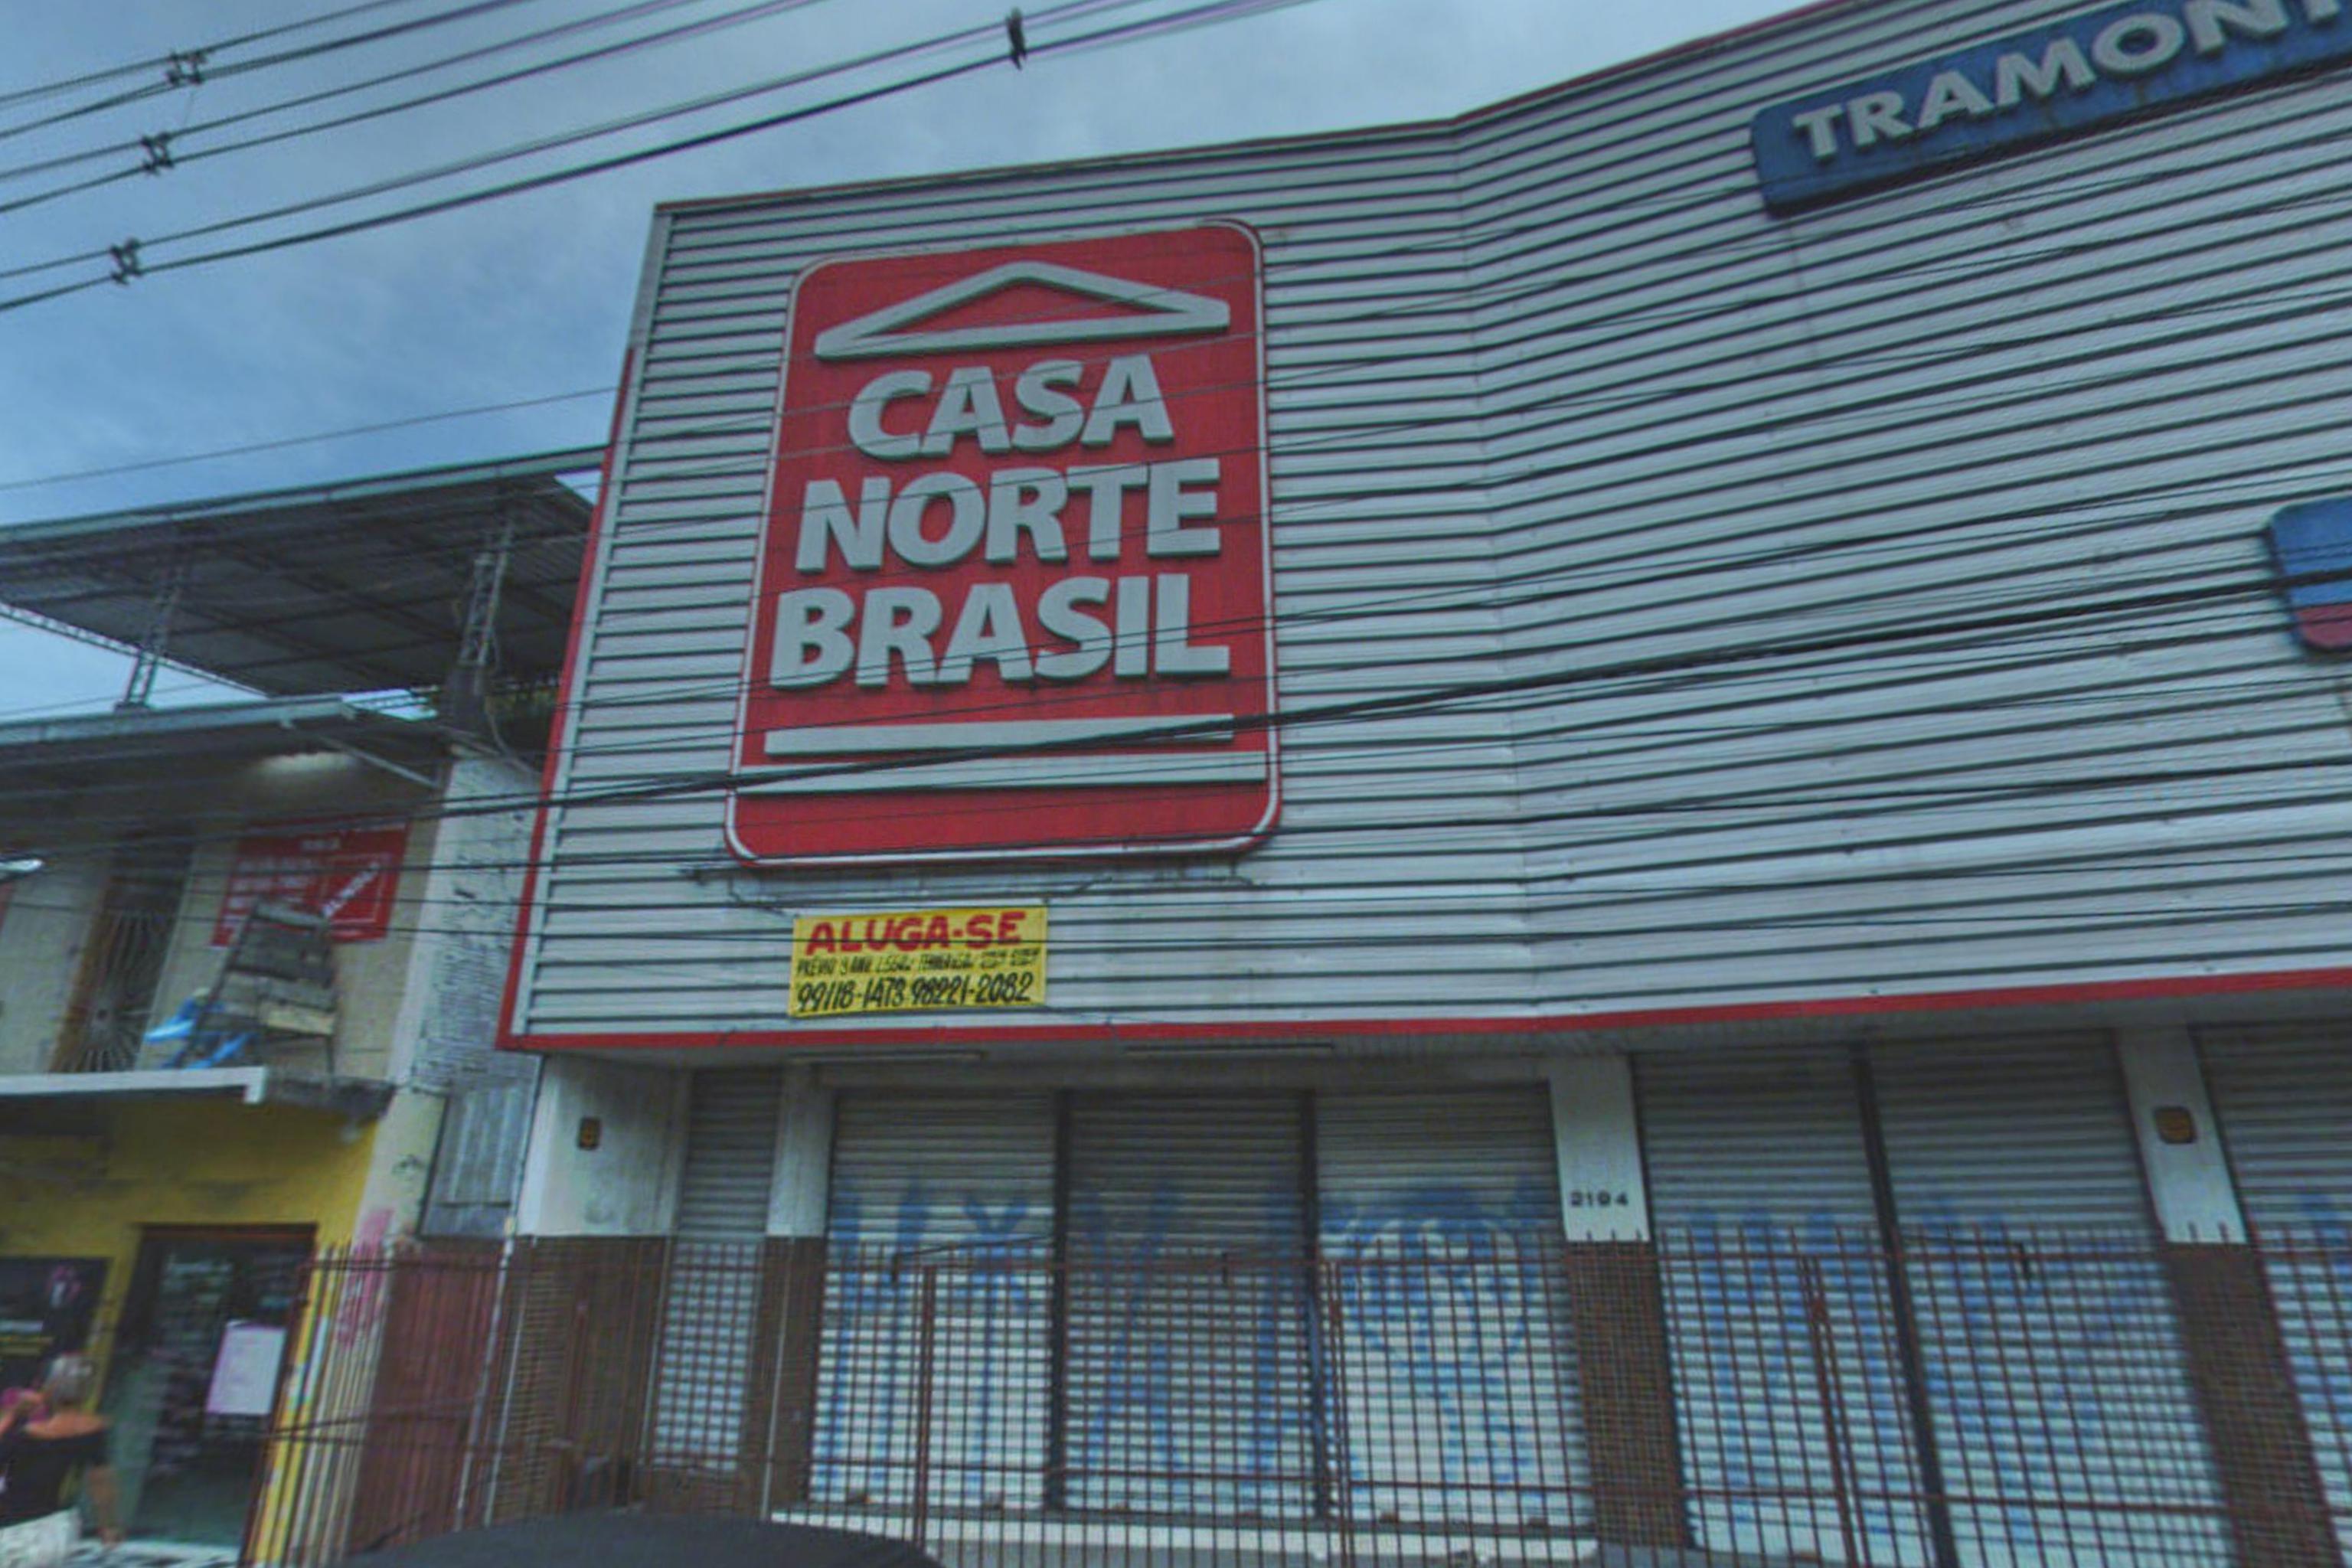 TRAMONT
CASA
NORTE
BRASIL
ALUGA-SE
99118-1473 98221-2082
2194